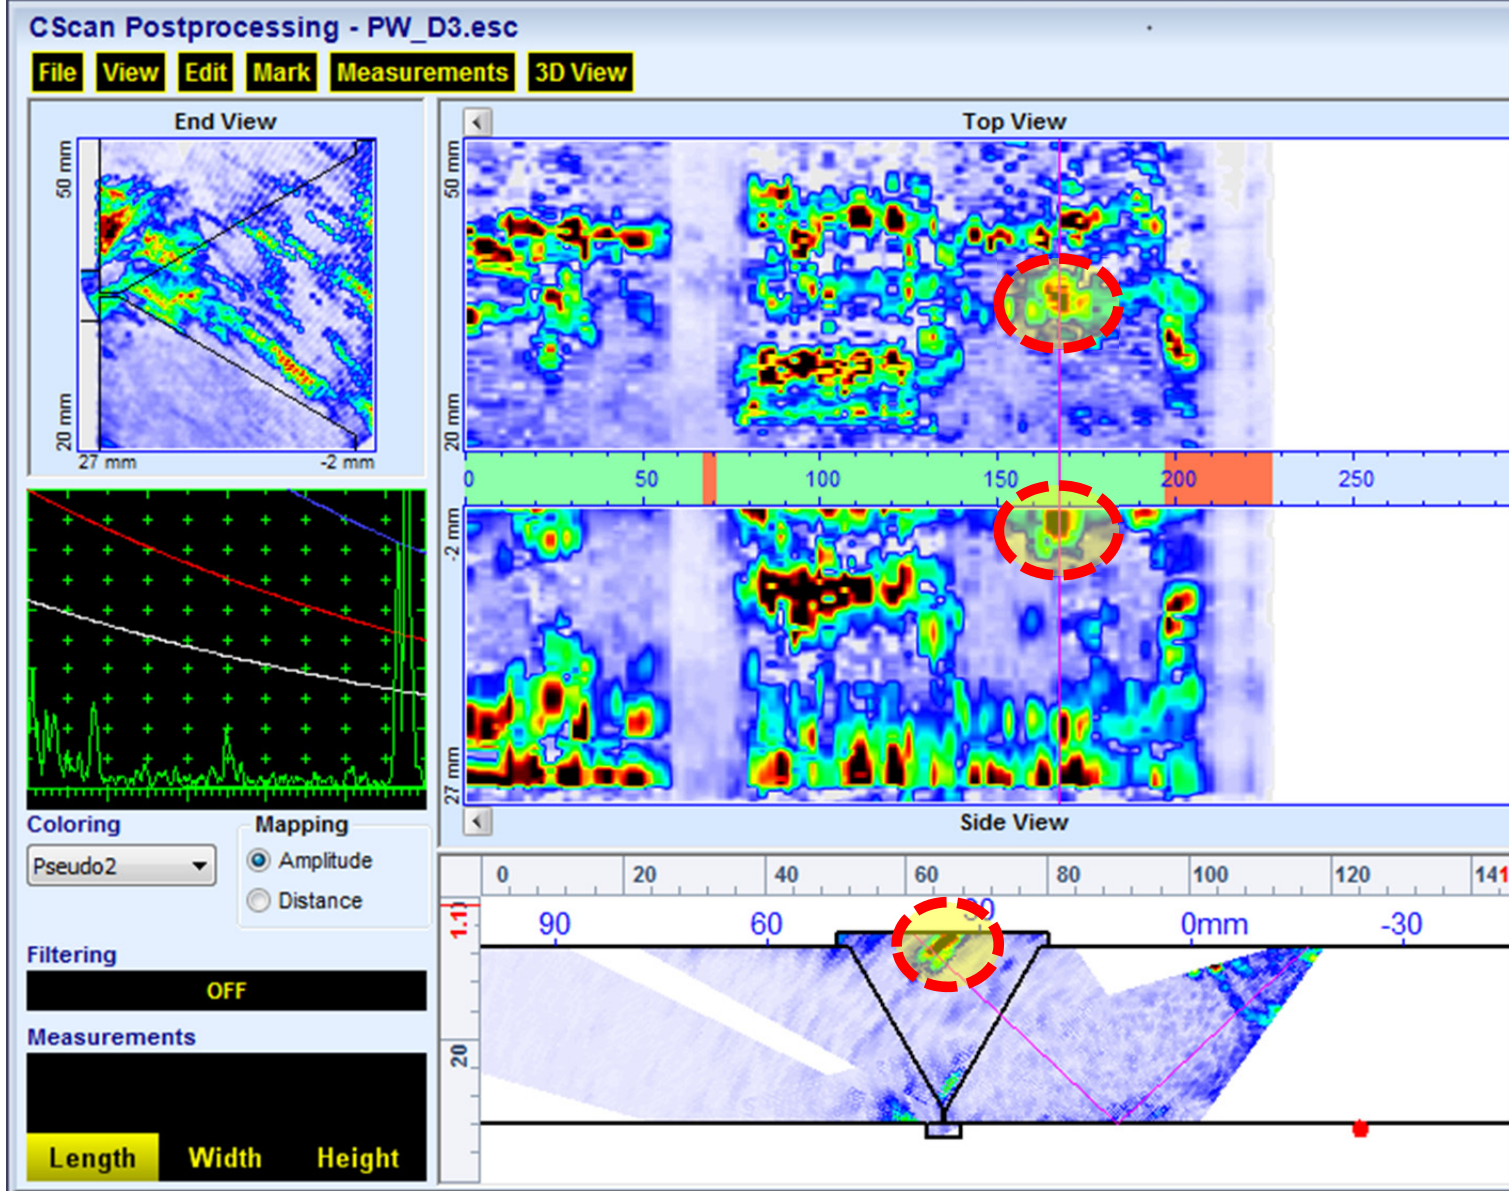 CScan Postprocessing - PW_D3.esc
File View Edit Mark Measurements 3D View
End View
50 mm
20 mm
27 mm -2 mm
Top View
50 mm
20 mm
0 50 100 150 200 250
-2 mm
27 mm
Side View
Coloring
Pseudo2
Mapping
Amplitude
Distance
Filtering
OFF
Measurements
Length Width Height
0 20 40 60 80 100 120 141
1.1
90 60 30 0mm -30
20